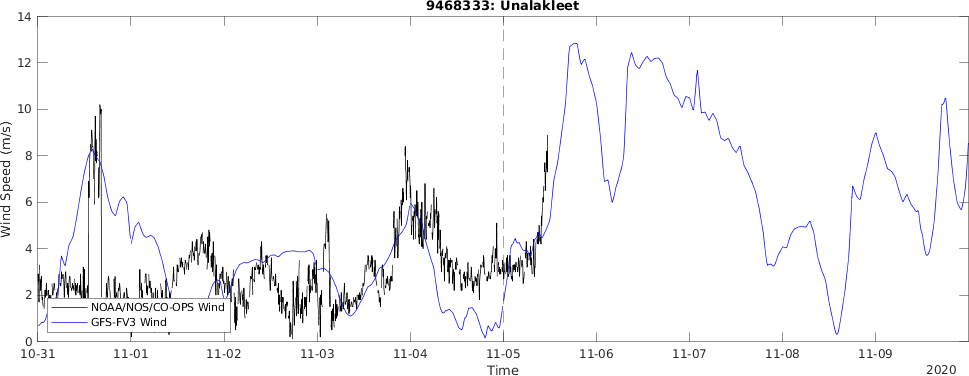 9468333: Unalakleet
Wind Speed (m/s)
14
12
10
8
6
4
2
0
NOAA/NOS/CO-OPS Wind
GFS-FV3 Wind
10-31 11-01 11-02 11-03 11-04 11-05 11-06 11-07 11-08 11-09
Time
2020